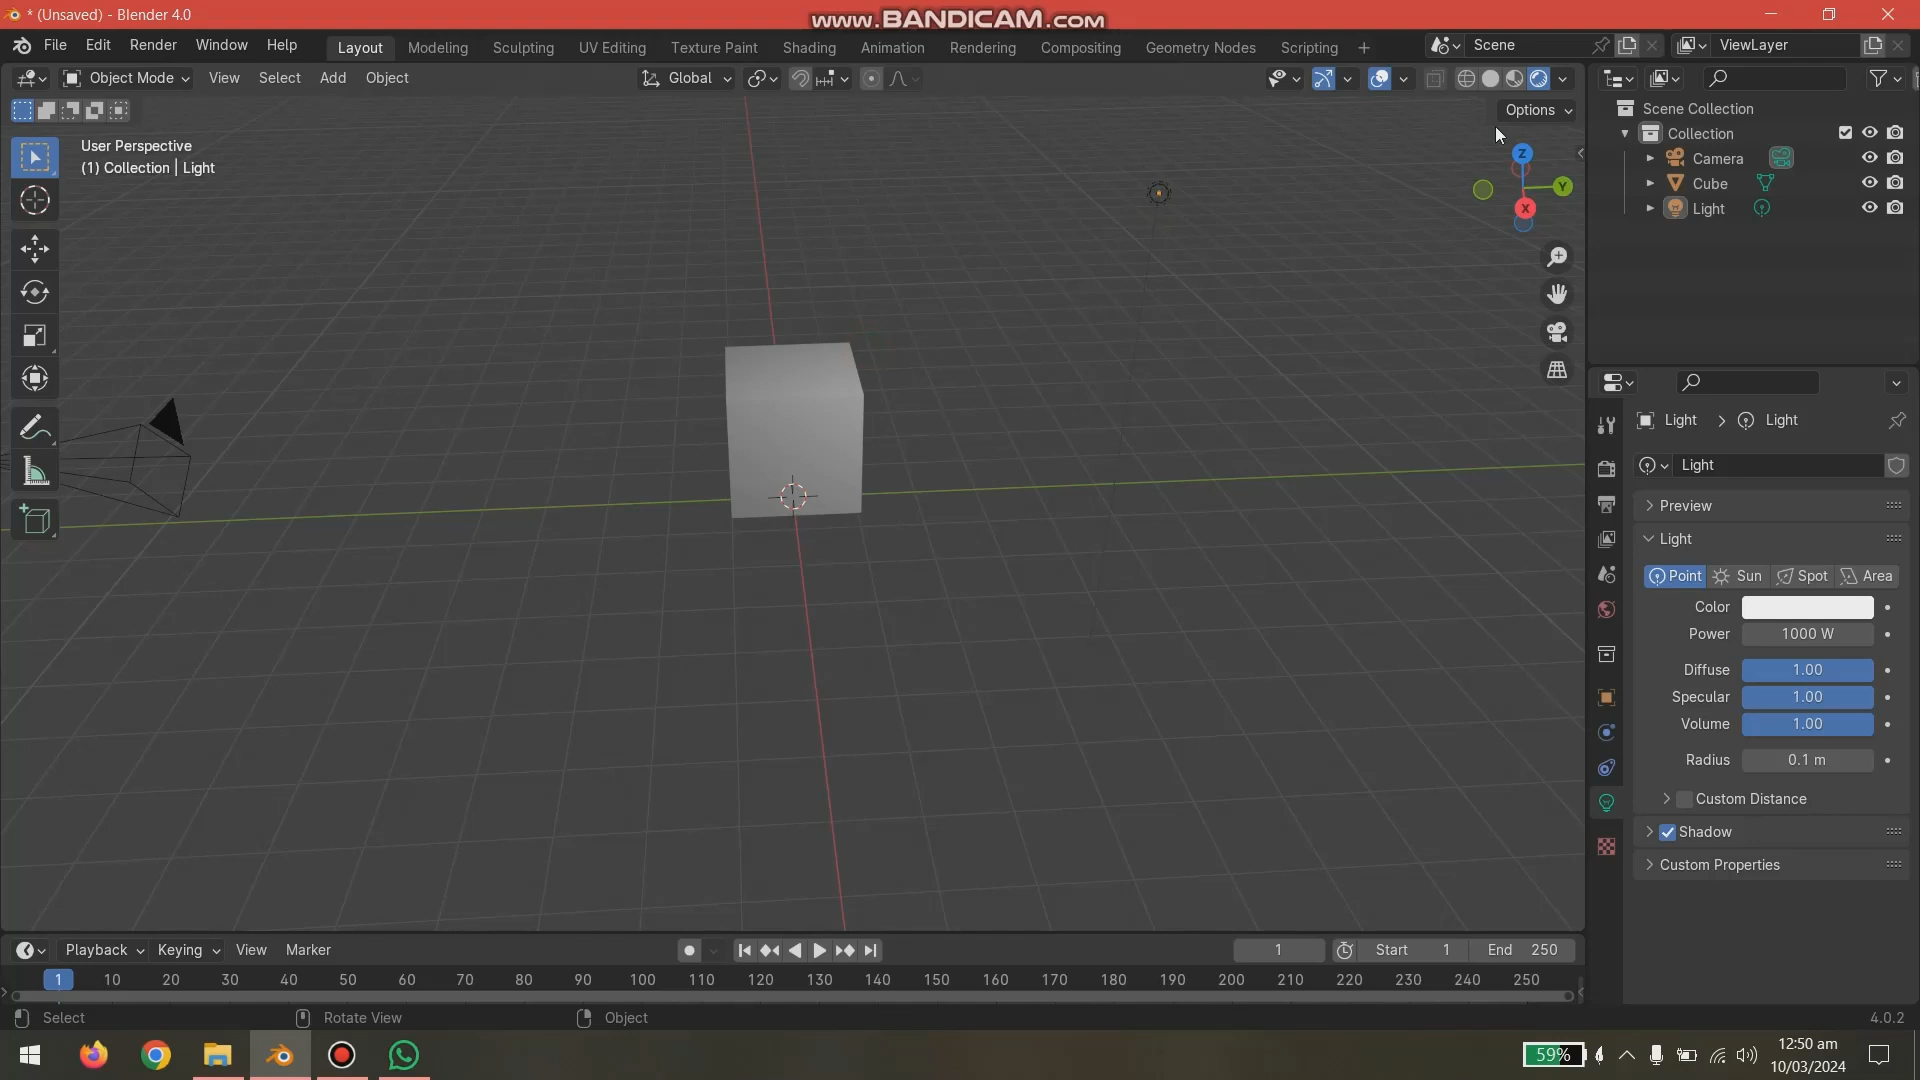 * (Unsaved) - Blender 4.0
www.BANDICAM.com
File Edit Render Window Help
Layout Modeling Sculpting UV Editing Texture Paint Shading Animation Rendering Compositing Geometry Nodes Scripting +
Scene
ViewLayer
Object Mode View Select Add Object
Global
Options
User Perspective
(1) Collection | Light
Z
Y
X
Scene Collection
Collection
Camera
Cube
Light
Light > Light
Light
Preview
Light
Point Sun Spot Area
Color
Power 1000 W
Diffuse 1.00
Specular 1.00
Volume 1.00
Radius 0.1 m
Custom Distance
Shadow
Custom Properties
Playback Keying View Marker
1
Start 1
End 250
1 10 20 30 40 50 60 70 80 90 100 110 120 130 140 150 160 170 180 190 200 210 220 230 240 250
Select
Rotate View
Object
4.0.2
59%
12:50 am
10/03/2024